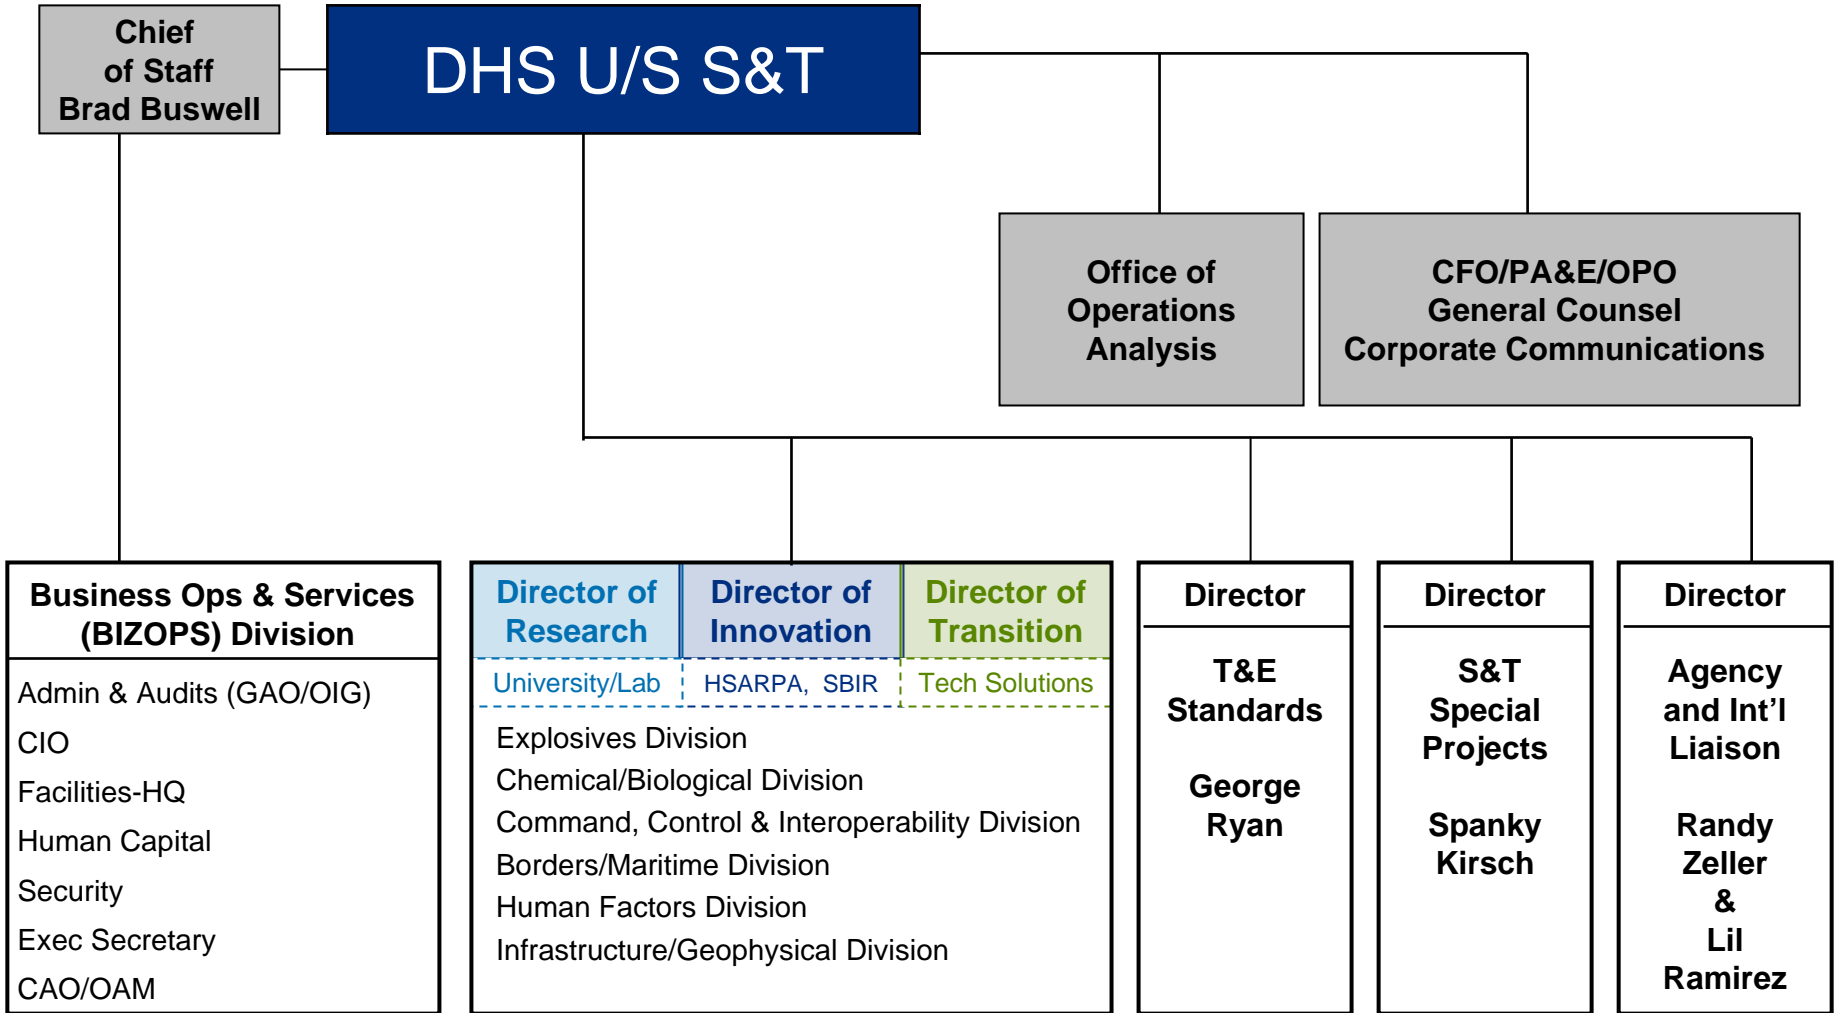 Chief
of Staff
Brad Buswell
DHS U/S S&T
Office of
Operations
Analysis
CFO/PA&E/OPO
General Counsel
Corporate Communications
Business Ops & Services
(BIZOPS) Division
Admin & Audits (GAO/OIG)
CIO
Facilities-HQ
Human Capital
Security
Exec Secretary
CAO/OAM
Director of
Research
University/Lab
Director of
Innovation
HSARPA, SBIR
Director of
Transition
Tech Solutions
Explosives Division
Chemical/Biological Division
Command, Control & Interoperability Division
Borders/Maritime Division
Human Factors Division
Infrastructure/Geophysical Division
Director
T&E
Standards
George
Ryan
Director
S&T
Special
Projects
Spanky
Kirsch
Director
Agency
and Int’l
Liaison
Randy
Zeller
&
Lil
Ramirez